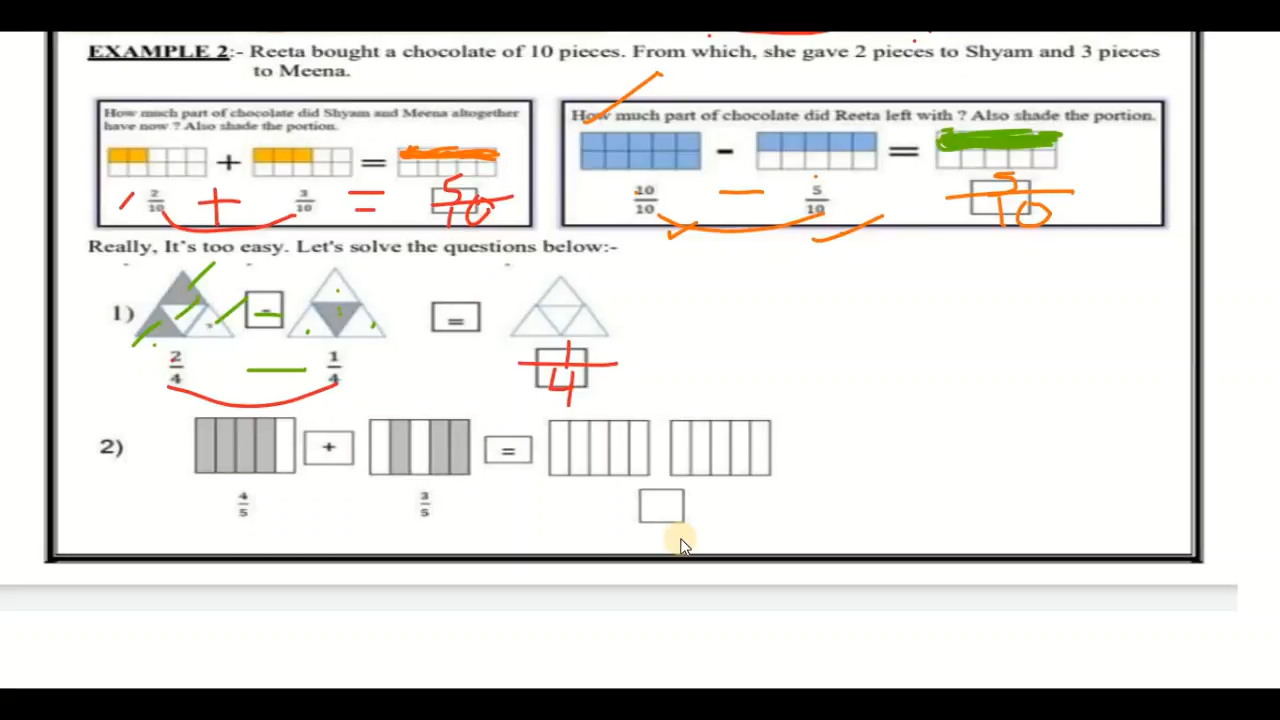 EXAMPLE 2:- Reeta bought a chocolate of 10 pieces. From which, she gave 2 pieces to Shyam and 3 pieces
to Meena.
How much part of chocolate did Shyam and Meena altogether
have now ? Also shade the portion.
+ =
2/10 + 3/10 = 5/10
How much part of chocolate did Reeta left with ? Also shade the portion.
- =
10/10 - 5/10 5/10
Really, It's too easy. Let's solve the questions below:-
1) - =
2/4 - 1/4 1/4
2) + =
4/5 3/5